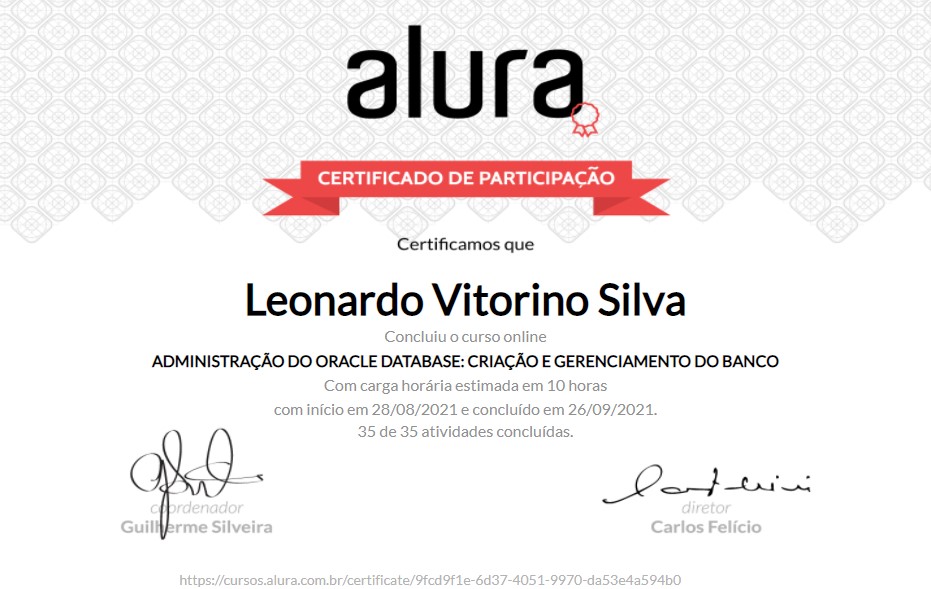 alura
CERTIFICADO DE PARTICIPAÇÃO
Certificamos que
Leonardo Vitorino Silva
Concluiu o curso online
ADMINISTRAÇÃO DO ORACLE DATABASE: CRIAÇÃO E GERENCIAMENTO DO BANCO
Com carga horária estimada em 10 horas
com início em 28/08/2021 e concluído em 26/09/2021.
35 de 35 atividades concluídas.
coordenador
Guilherme Silveira
diretor
Carlos Felício
https://cursos.alura.com.br/certificate/9fcd9f1e-6d37-4051-9970-da53e4a594b0